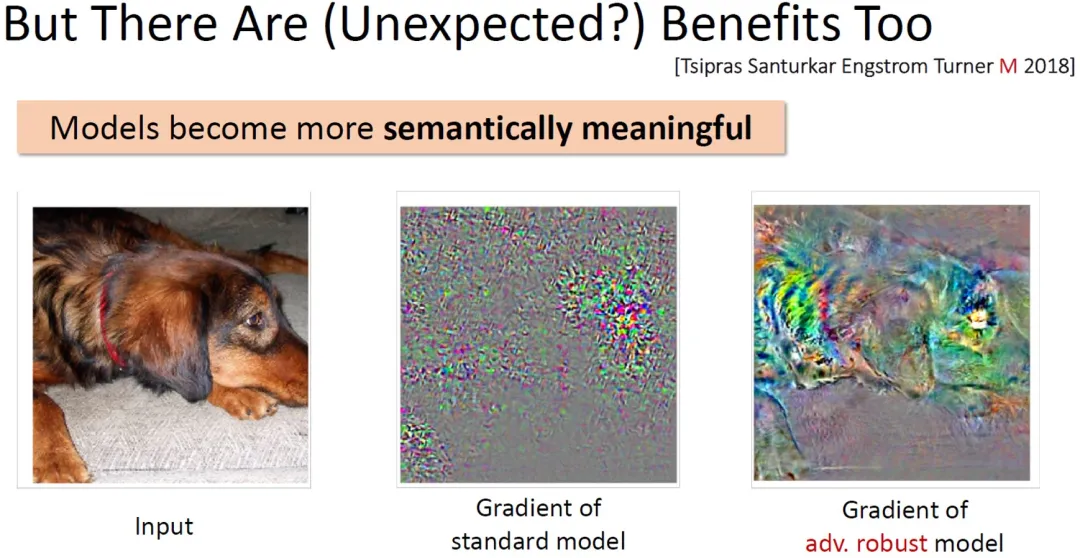 But There Are (Unexpected?) Benefits Too
[Tsipras Santurkar Engstrom Turner M 2018]
Models become more semantically meaningful
Input
Gradient of
standard model
Gradient of
adv. robust model